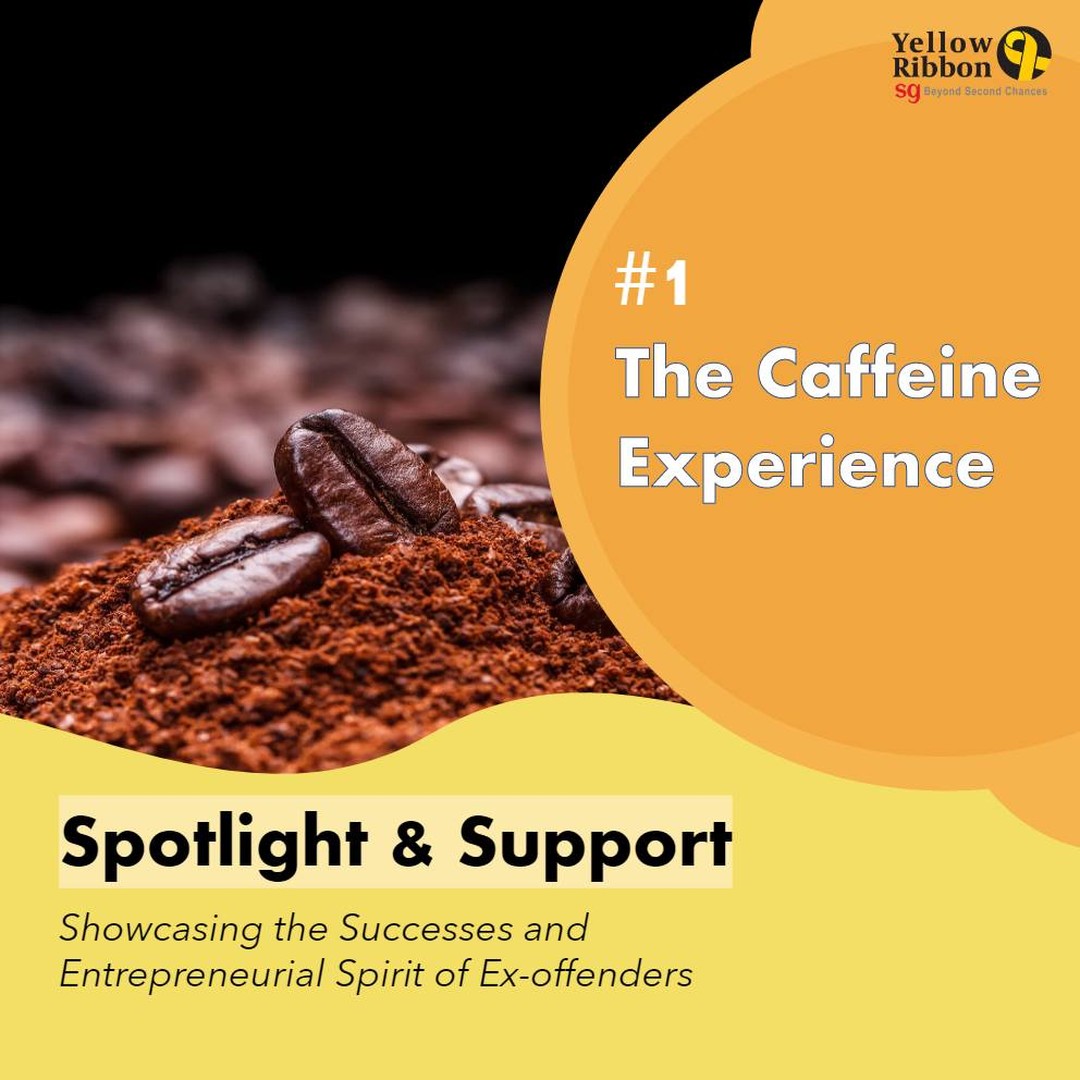 Yellow
Ribbon
sg Beyond Second Chances
#1
The Caffeine
Experience
Spotlight & Support
Showcasing the Successes and
Entrepreneurial Spirit of Ex-offenders